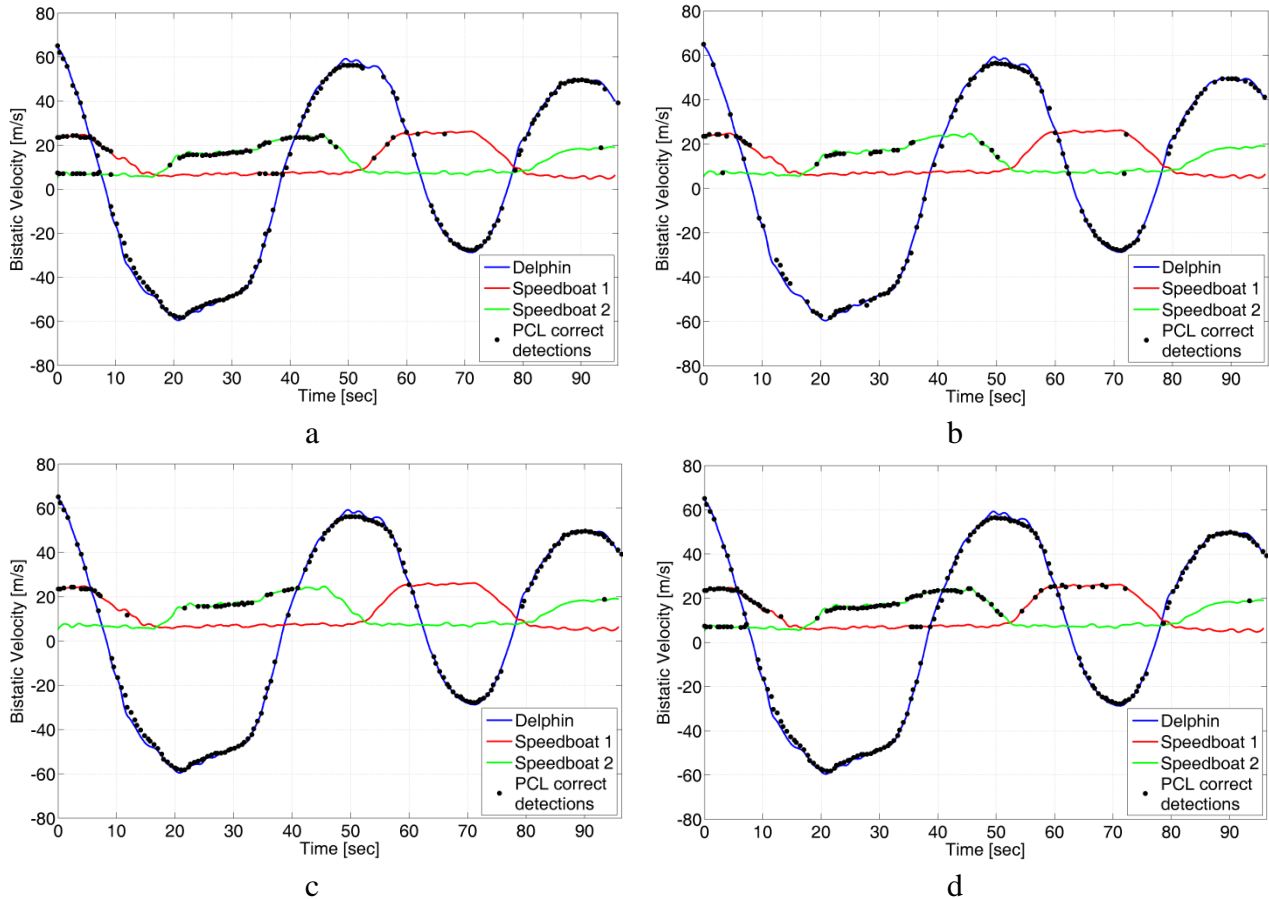 80
60
40
20
0
-20
-40
-60
-80
Bistatic Velocity [m/s]
0 10 20 30 40 50 60 70 80 90
Time [sec]
Delphin
Speedboat 1
Speedboat 2
PCL correct
detections
a
80
60
40
20
0
-20
-40
-60
-80
Bistatic Velocity [m/s]
0 10 20 30 40 50 60 70 80 90
Time [sec]
Delphin
Speedboat 1
Speedboat 2
PCL correct
detections
b
80
60
40
20
0
-20
-40
-60
-80
Bistatic Velocity [m/s]
0 10 20 30 40 50 60 70 80 90
Time [sec]
Delphin
Speedboat 1
Speedboat 2
PCL correct
detections
c
80
60
40
20
0
-20
-40
-60
-80
Bistatic Velocity [m/s]
0 10 20 30 40 50 60 70 80 90
Time [sec]
Delphin
Speedboat 1
Speedboat 2
PCL correct
detections
d